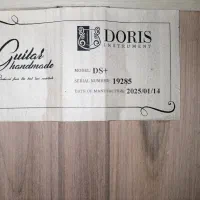 Guitar
handmade
DORIS
INSTRUMENT
MODEL: DS+
SERIAL NUMBER: 19285
DATE OF MANUFACTURE: 2025/01/14